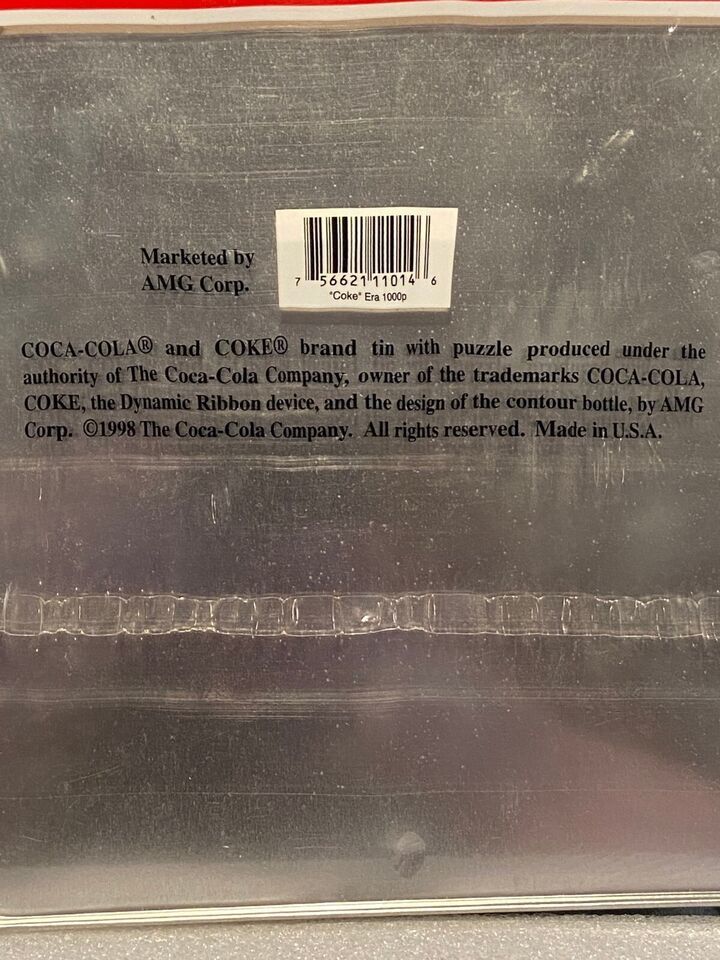 Marketed by
AMG Corp.
7 56621 11014 6
"Coke" Era 1000p
COCA-COLA® and COKE® brand tin with puzzle produced under the
authority of The Coca-Cola Company, owner of the trademarks COCA-COLA,
COKE, the Dynamic Ribbon device, and the design of the contour bottle, by AMG
Corp. ©1998 The Coca-Cola Company. All rights reserved. Made in U.S.A.